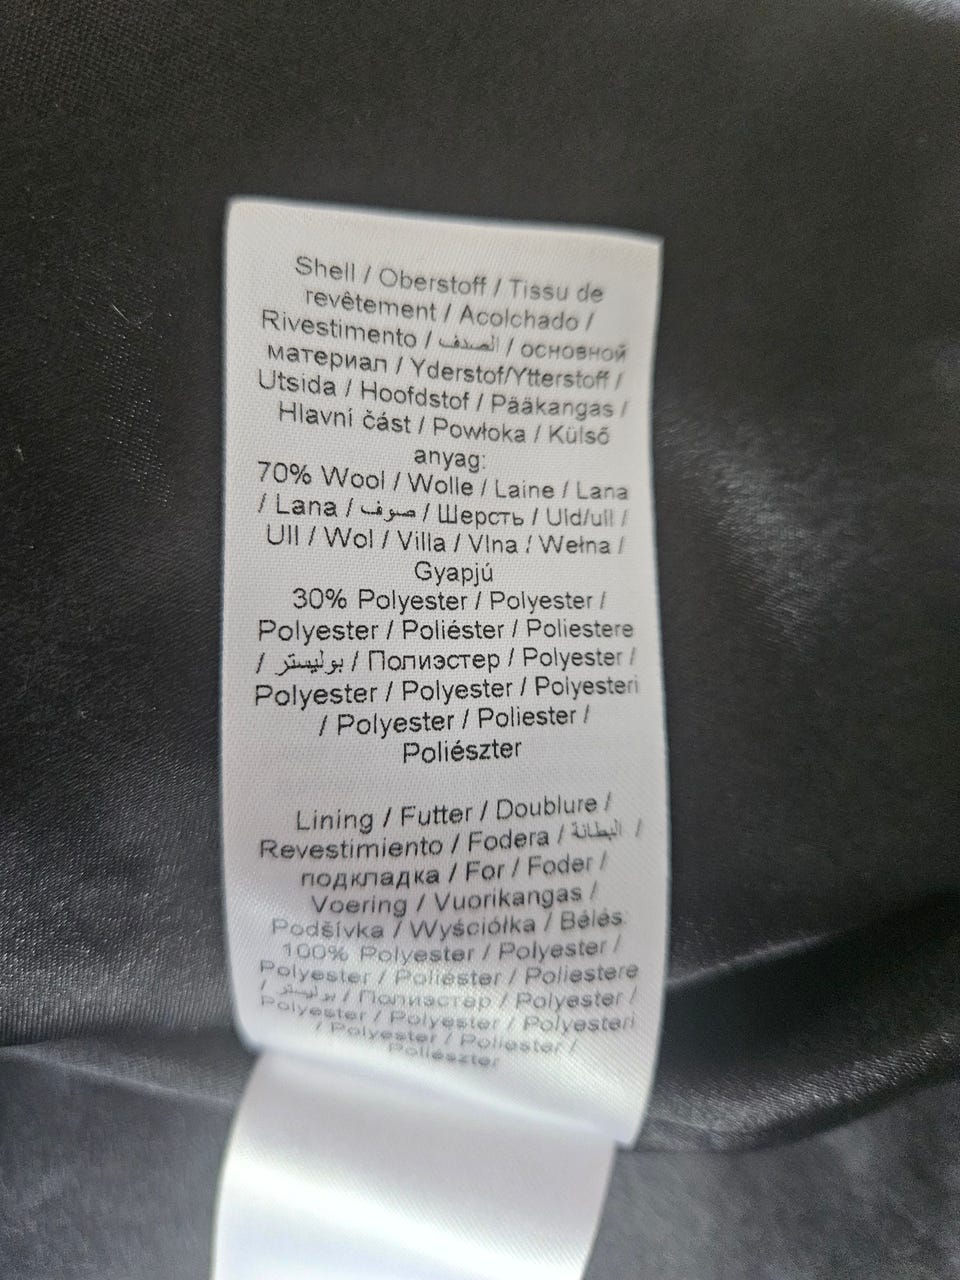 Shell / Oberstoff / Tissu de
revêtement / Acolchado /
Rivestimento / الصدف / основной
материал / Yderstof/Ytterstoff /
Utsida / Hoofdstof / Pääkangas /
Hlavní část / Powłoka / Külső
anyag:
70% Wool / Wolle / Laine / Lana
/ Lana / صوف / Шерсть / Uld/ull /
Ull / Wol / Villa / Vlna / Wełna /
Gyapjú
30% Polyester / Polyester /
Polyester / Poliéster / Poliestere
/ بوليستر / Полиэстер / Polyester /
Polyester / Polyester / Polyesteri
/ Polyester / Poliester /
Poliészter
Lining / Futter / Doublure /
Revestimiento / Fodera / البطانة /
подкладка / For / Foder /
Voering / Vuorikangas /
Podšívka / Wyściółka / Bélés:
100% Polyester / Polyester /
Polyester / Poliéster / Poliestere
/ بوليستر / Полиэстер / Polyester /
Polyester / Polyester / Polyesteri
/ Polyester / Poliester /
Poliészter